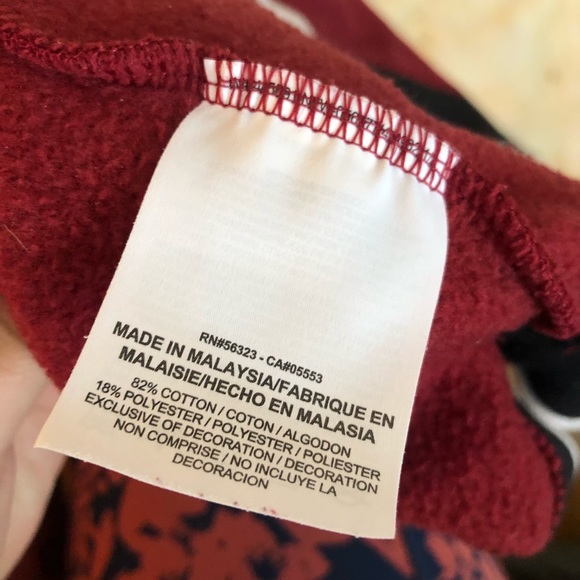 RN#56323 - CA#05553
MADE IN MALAYSIA/FABRIQUE EN
MALAISIE/HECHO EN MALASIA
82% COTTON / COTON / ALGODON
18% POLYESTER / POLYESTER / POLIESTER
EXCLUSIVE OF DECORATION / DECORATION
NON COMPRISE / NO INCLUYE LA
DECORACION